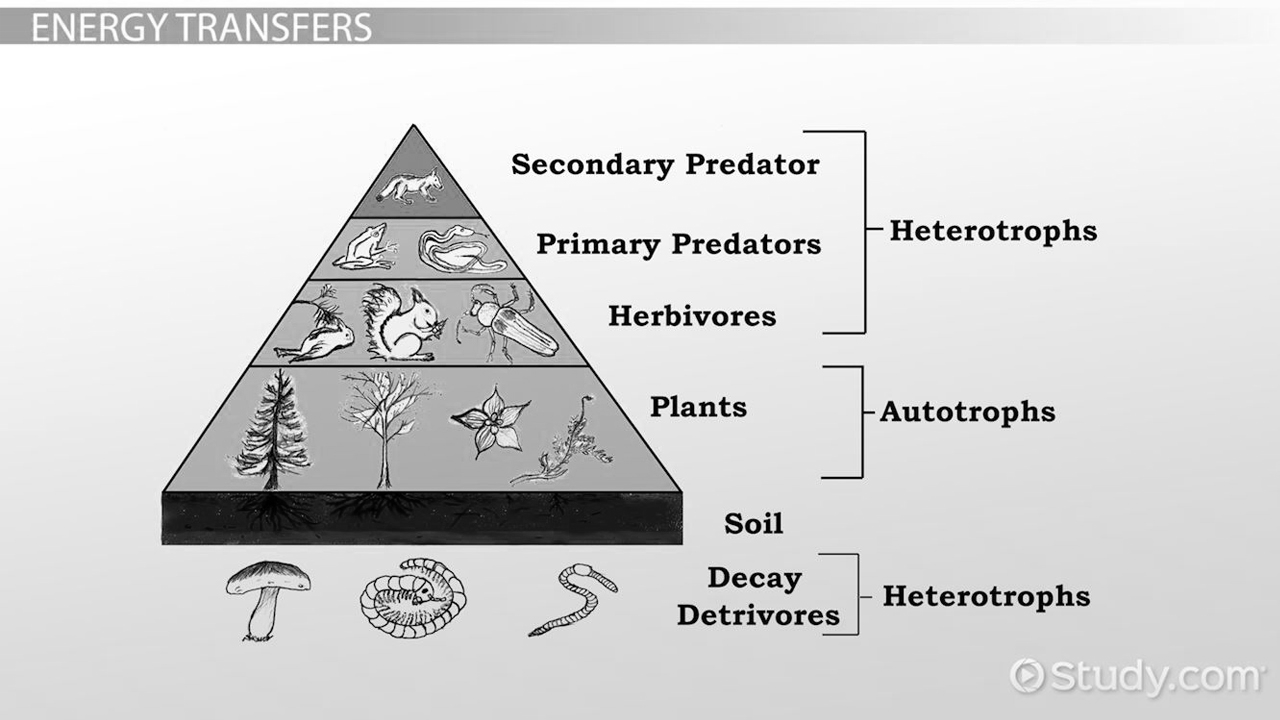 ENERGY TRANSFERS
Secondary Predator
Primary Predators
Heterotrophs
Herbivores
Plants
Autotrophs
Soil
Decay
Detrivores
Heterotrophs
Study.com